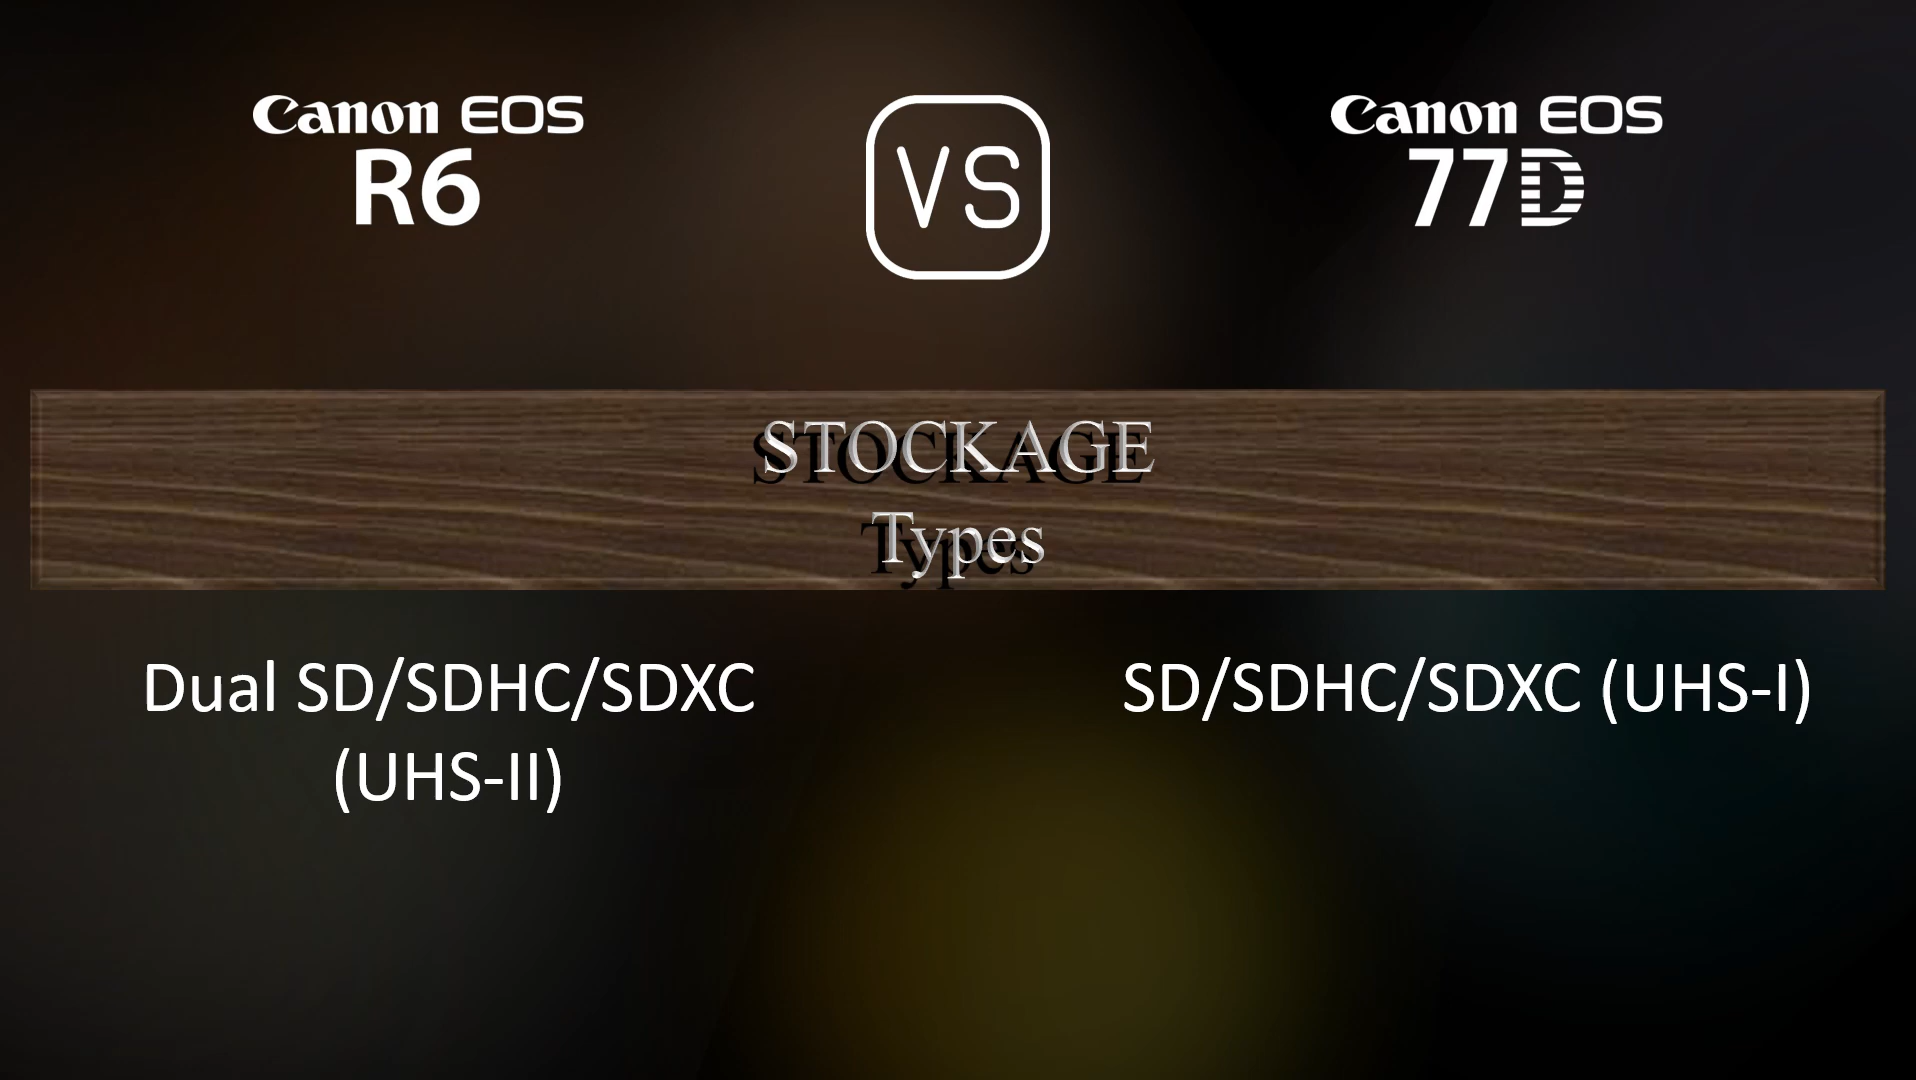 Canon EOS
R6
VS
Canon EOS
77D
STOCKAGE
Types
Dual SD/SDHC/SDXC
(UHS-II)
SD/SDHC/SDXC (UHS-I)